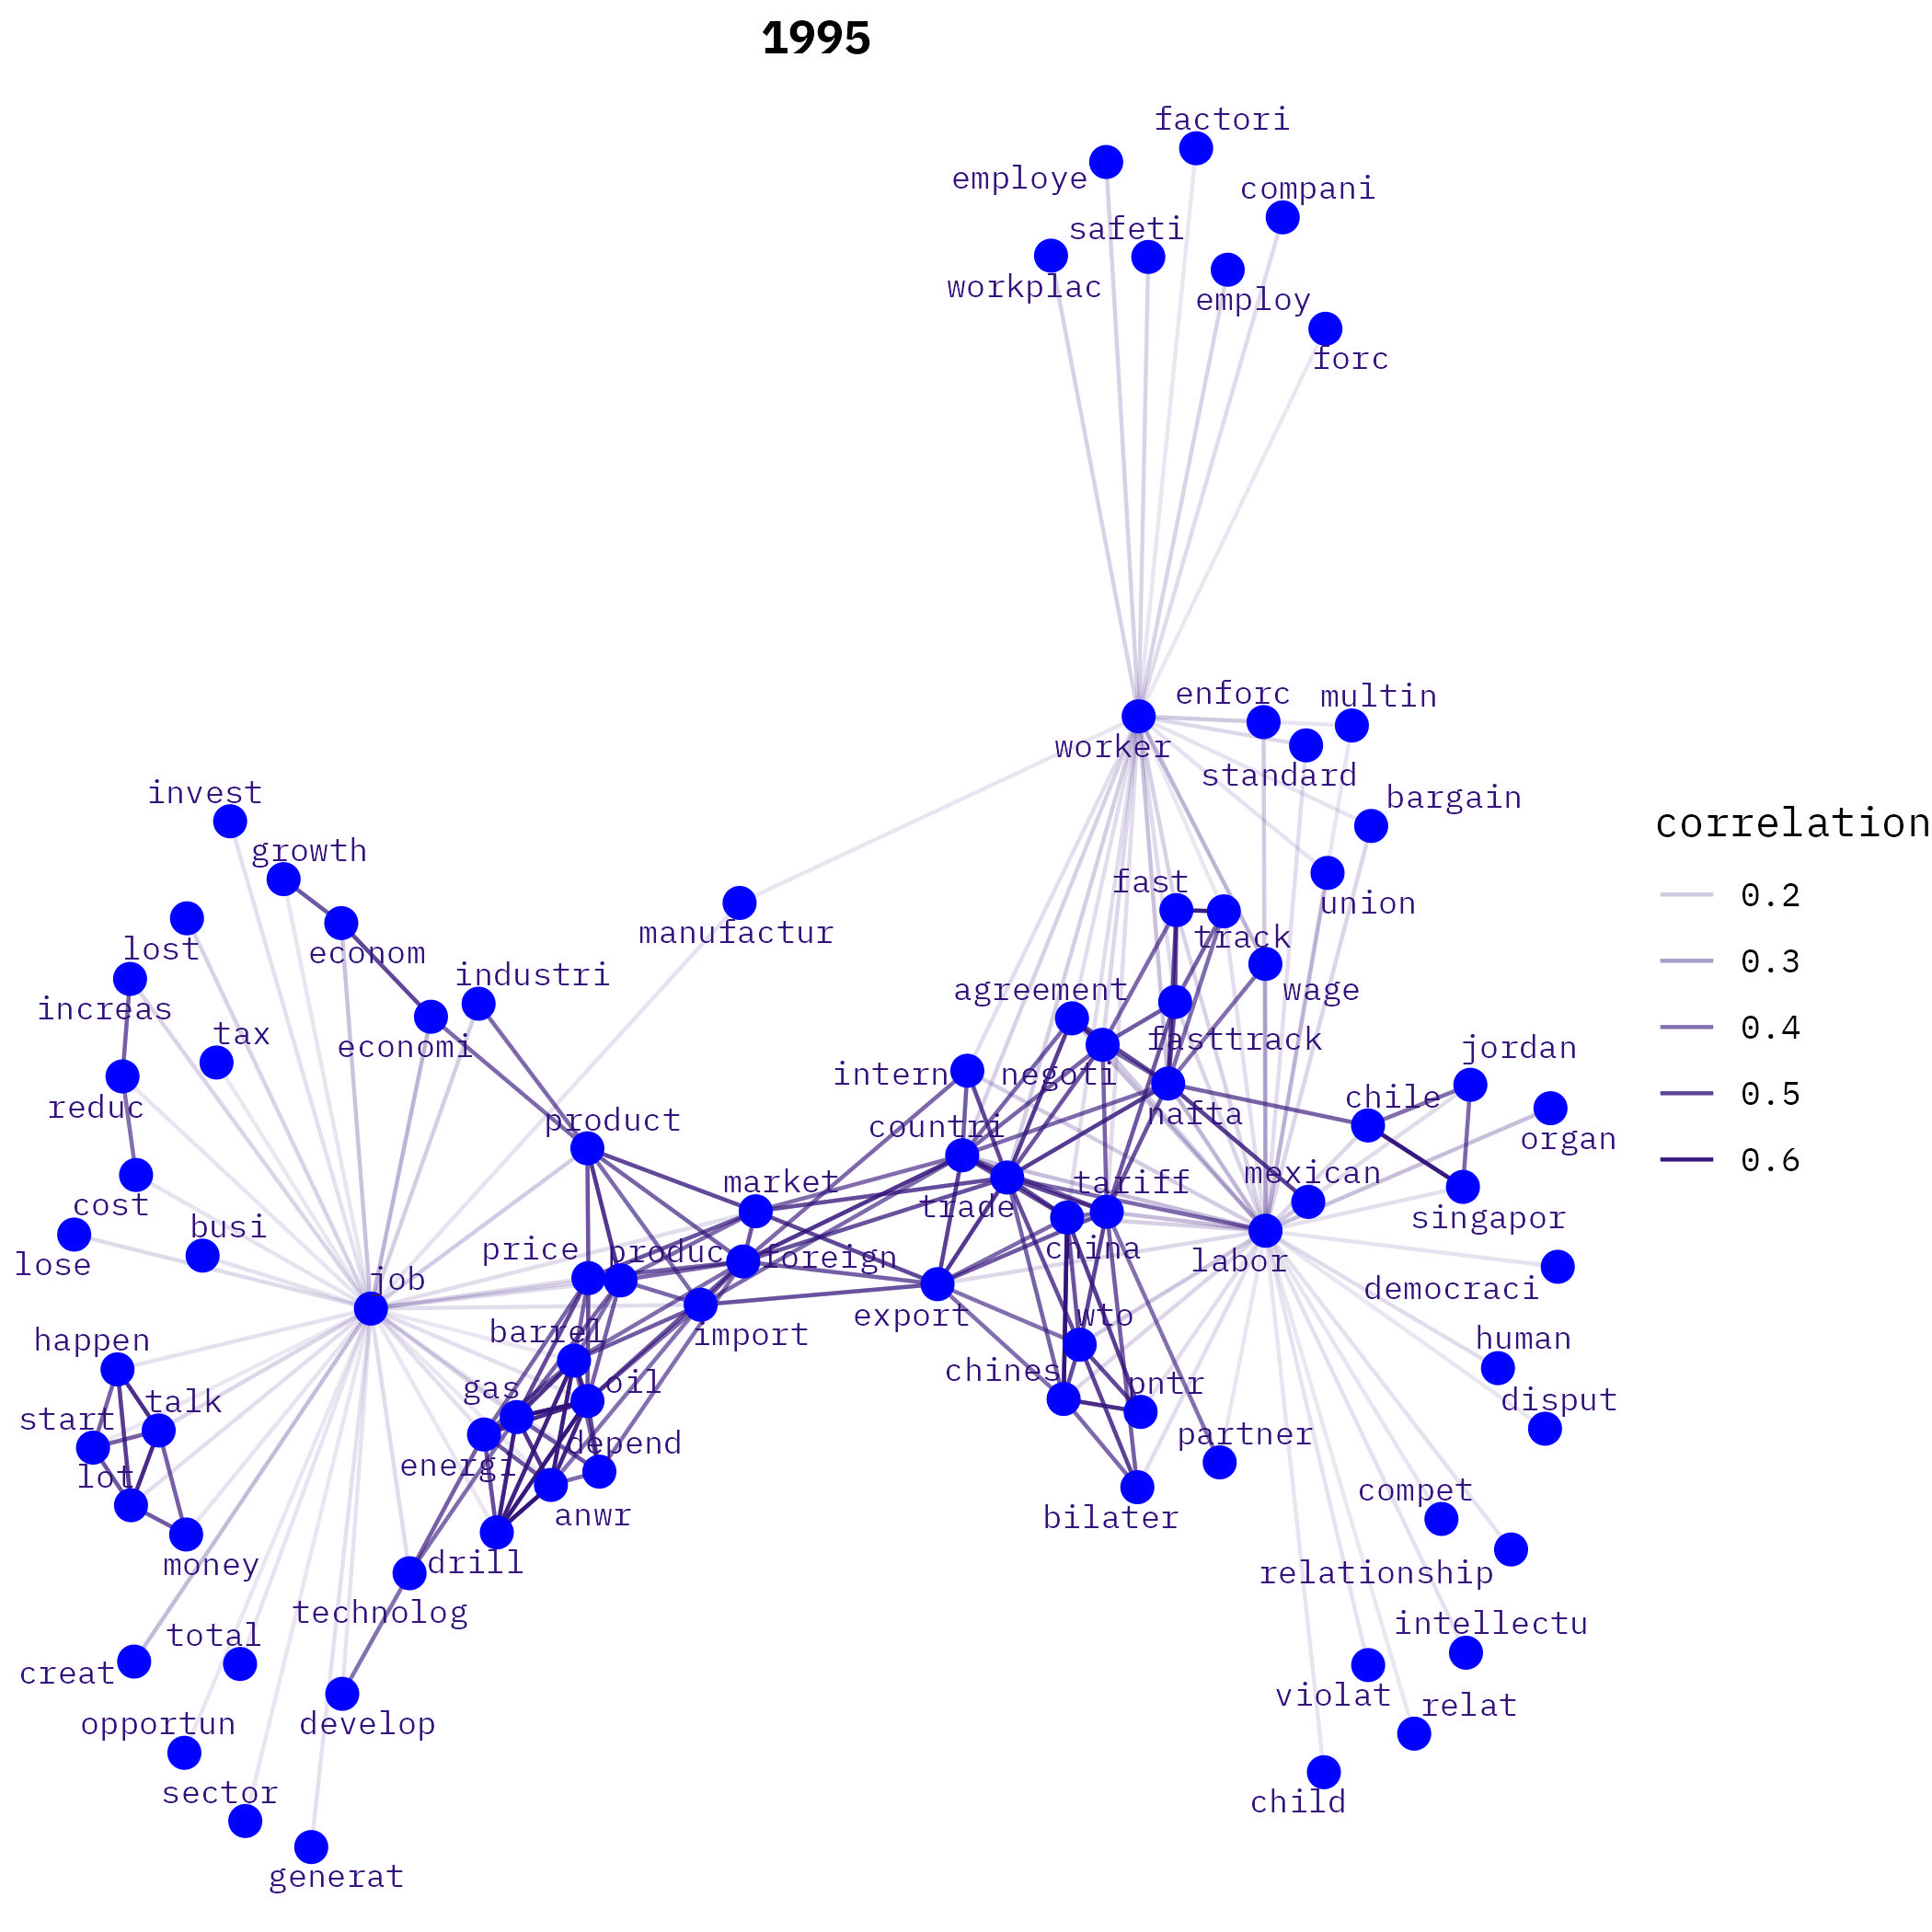 1995
factori
employe
compani
safeti
workplac
employ
forc
enforc
multin
worker
standard
invest
bargain
growth
fast
union
manufactur
track
lost
econom
industri
agreement
wage
increas
tax
economi
fasttrack
jordan
intern
negoti
reduc
chile
product
nafta
countri
organ
market
mexican
tariff
cost
trade
singapor
busi
price
produc
foreign
china
labor
lose
job
democraci
export
wto
barrel
import
happen
human
chines
gas
oil
pntr
talk
disput
start
partner
depend
energi
lot
compet
anwr
bilater
money
drill
relationship
technolog
intellectu
total
creat
violat
relat
opportun
develop
sector
child
generat
correlation
0.2
0.3
0.4
0.5
0.6